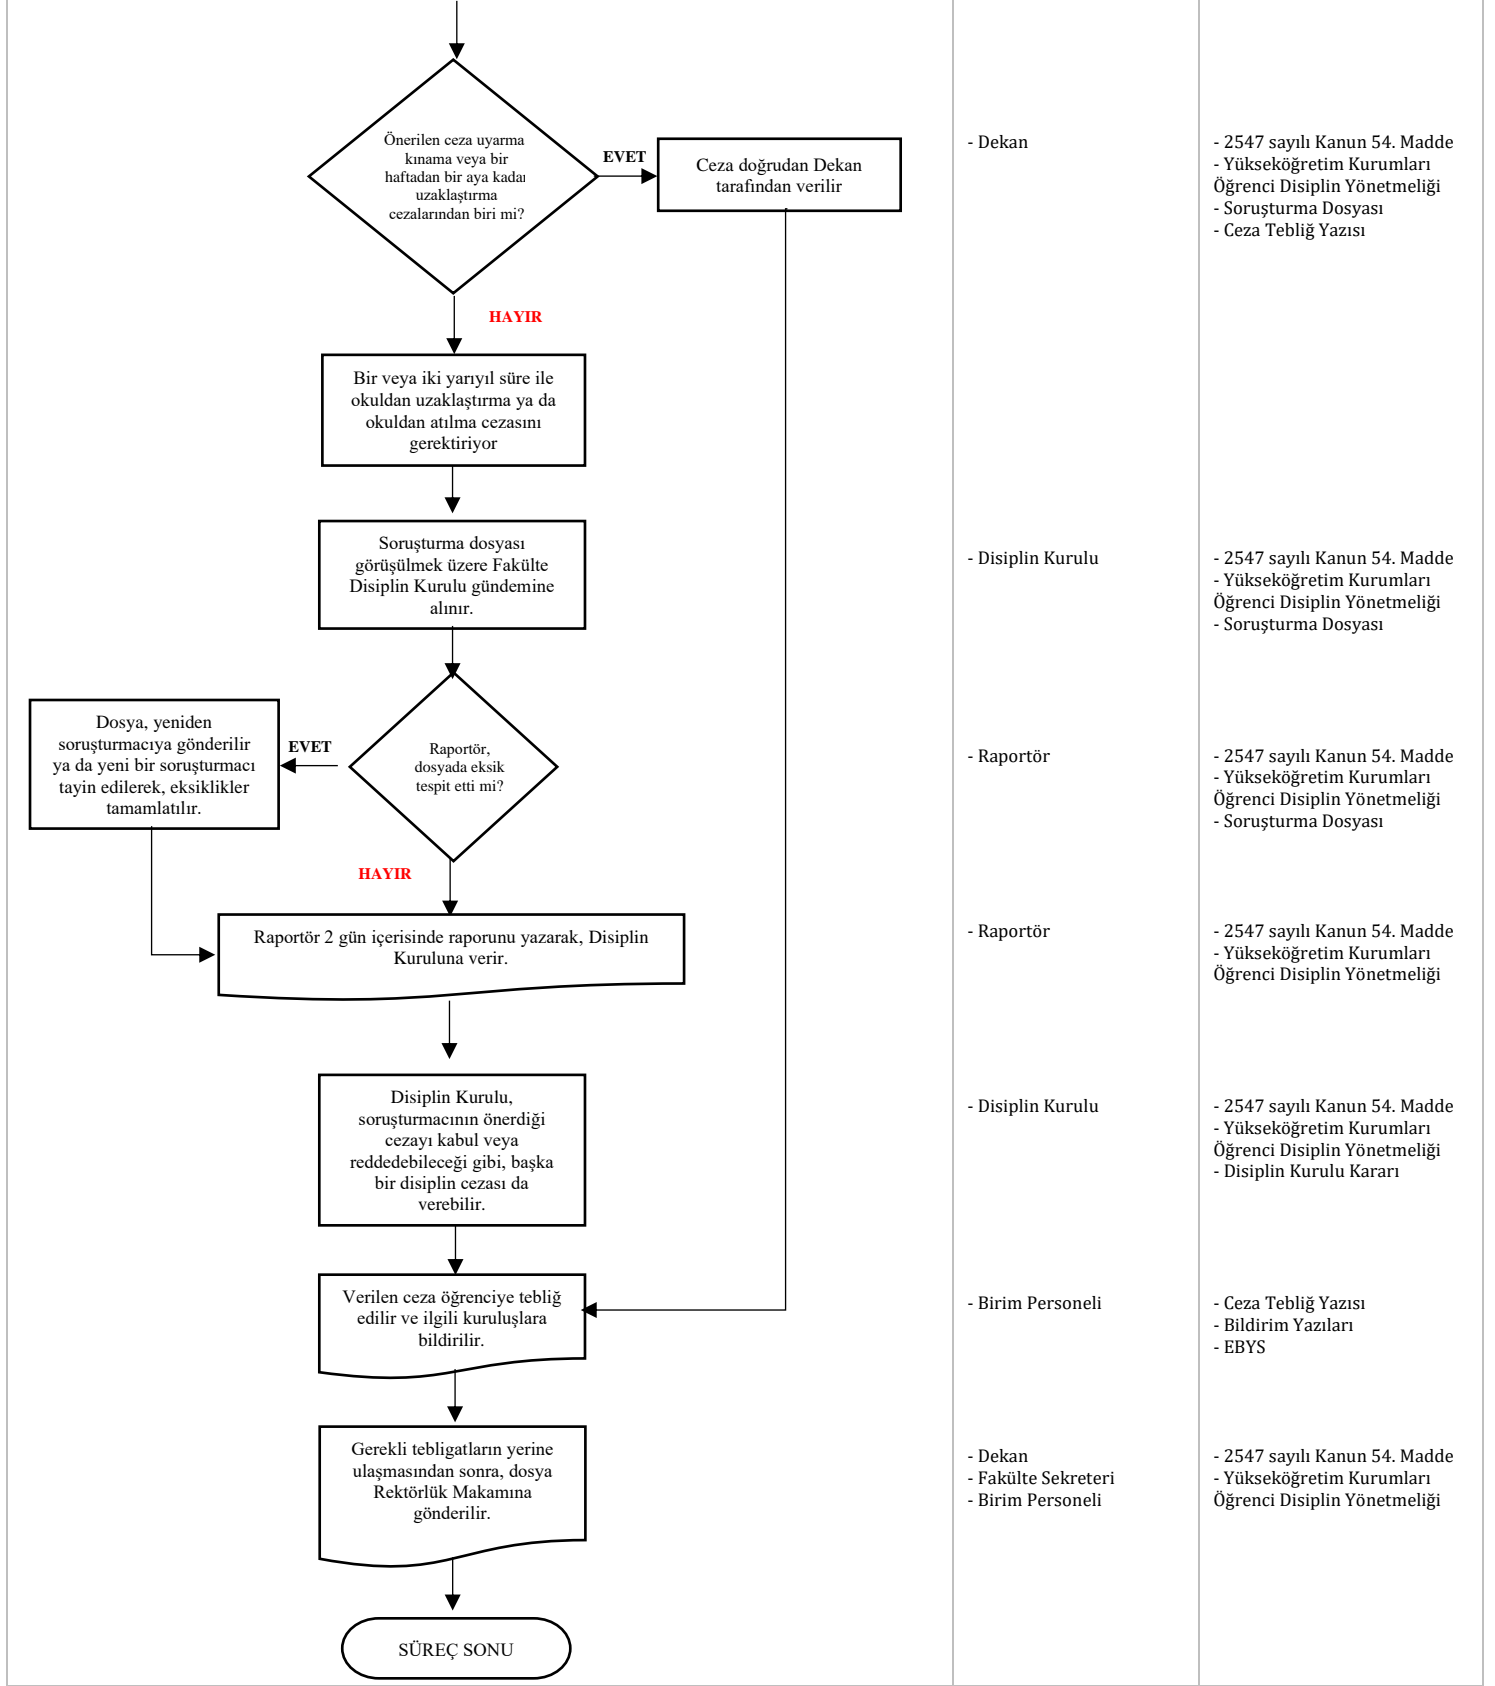 Önerilen ceza uyarma
kınama veya bir
haftadan bir aya kadar
uzaklaştırma
cezalarından biri mi?
EVET
Ceza doğrudan Dekan
tarafından verilir
- Dekan
- 2547 sayılı Kanun 54. Madde
- Yükseköğretim Kurumları
Öğrenci Disiplin Yönetmeliği
- Soruşturma Dosyası
- Ceza Tebliğ Yazısı
HAYIR
Bir veya iki yarıyıl süre ile
okuldan uzaklaştırma ya da
okuldan atılma cezasını
gerektiriyor
Soruşturma dosyası
görüşülmek üzere Fakülte
Disiplin Kurulu gündemine
alınır.
- Disiplin Kurulu
- 2547 sayılı Kanun 54. Madde
- Yükseköğretim Kurumları
Öğrenci Disiplin Yönetmeliği
- Soruşturma Dosyası
Dosya, yeniden
soruşturmacıya gönderilir
ya da yeni bir soruşturmacı
tayin edilerek, eksiklikler
tamamlatılır.
EVET
Raportör,
dosyada eksik
tespit etti mi?
- Raportör
- 2547 sayılı Kanun 54. Madde
- Yükseköğretim Kurumları
Öğrenci Disiplin Yönetmeliği
- Soruşturma Dosyası
HAYIR
Raportör 2 gün içerisinde raporunu yazarak, Disiplin
Kuruluna verir.
- Raportör
- 2547 sayılı Kanun 54. Madde
- Yükseköğretim Kurumları
Öğrenci Disiplin Yönetmeliği
Disiplin Kurulu,
soruşturmacının önerdiği
cezayı kabul veya
reddedebileceği gibi, başka
bir disiplin cezası da
verebilir.
- Disiplin Kurulu
- 2547 sayılı Kanun 54. Madde
- Yükseköğretim Kurumları
Öğrenci Disiplin Yönetmeliği
- Disiplin Kurulu Kararı
Verilen ceza öğrenciye tebliğ
edilir ve ilgili kuruluşlara
bildirilir.
- Birim Personeli
- Ceza Tebliğ Yazısı
- Bildirim Yazıları
- EBYS
Gerekli tebligatların yerine
ulaşmasından sonra, dosya
Rektörlük Makamına
gönderilir.
- Dekan
- Fakülte Sekreteri
- Birim Personeli
- 2547 sayılı Kanun 54. Madde
- Yükseköğretim Kurumları
Öğrenci Disiplin Yönetmeliği
SÜREÇ SONU